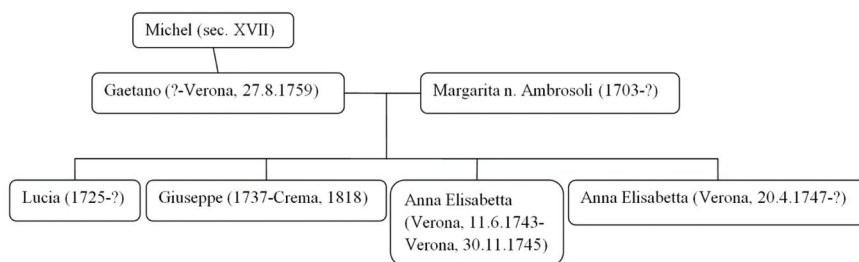 Michel (sec. XVII)
Gaetano (?-Verona, 27.8.1759)
Margarita n. Ambrosoli (1703-?)
Lucia (1725-?)
Giuseppe (1737-Crema, 1818)
Anna Elisabetta
(Verona, 11.6.1743-
Verona, 30.11.1745)
Anna Elisabetta (Verona, 20.4.1747-?)